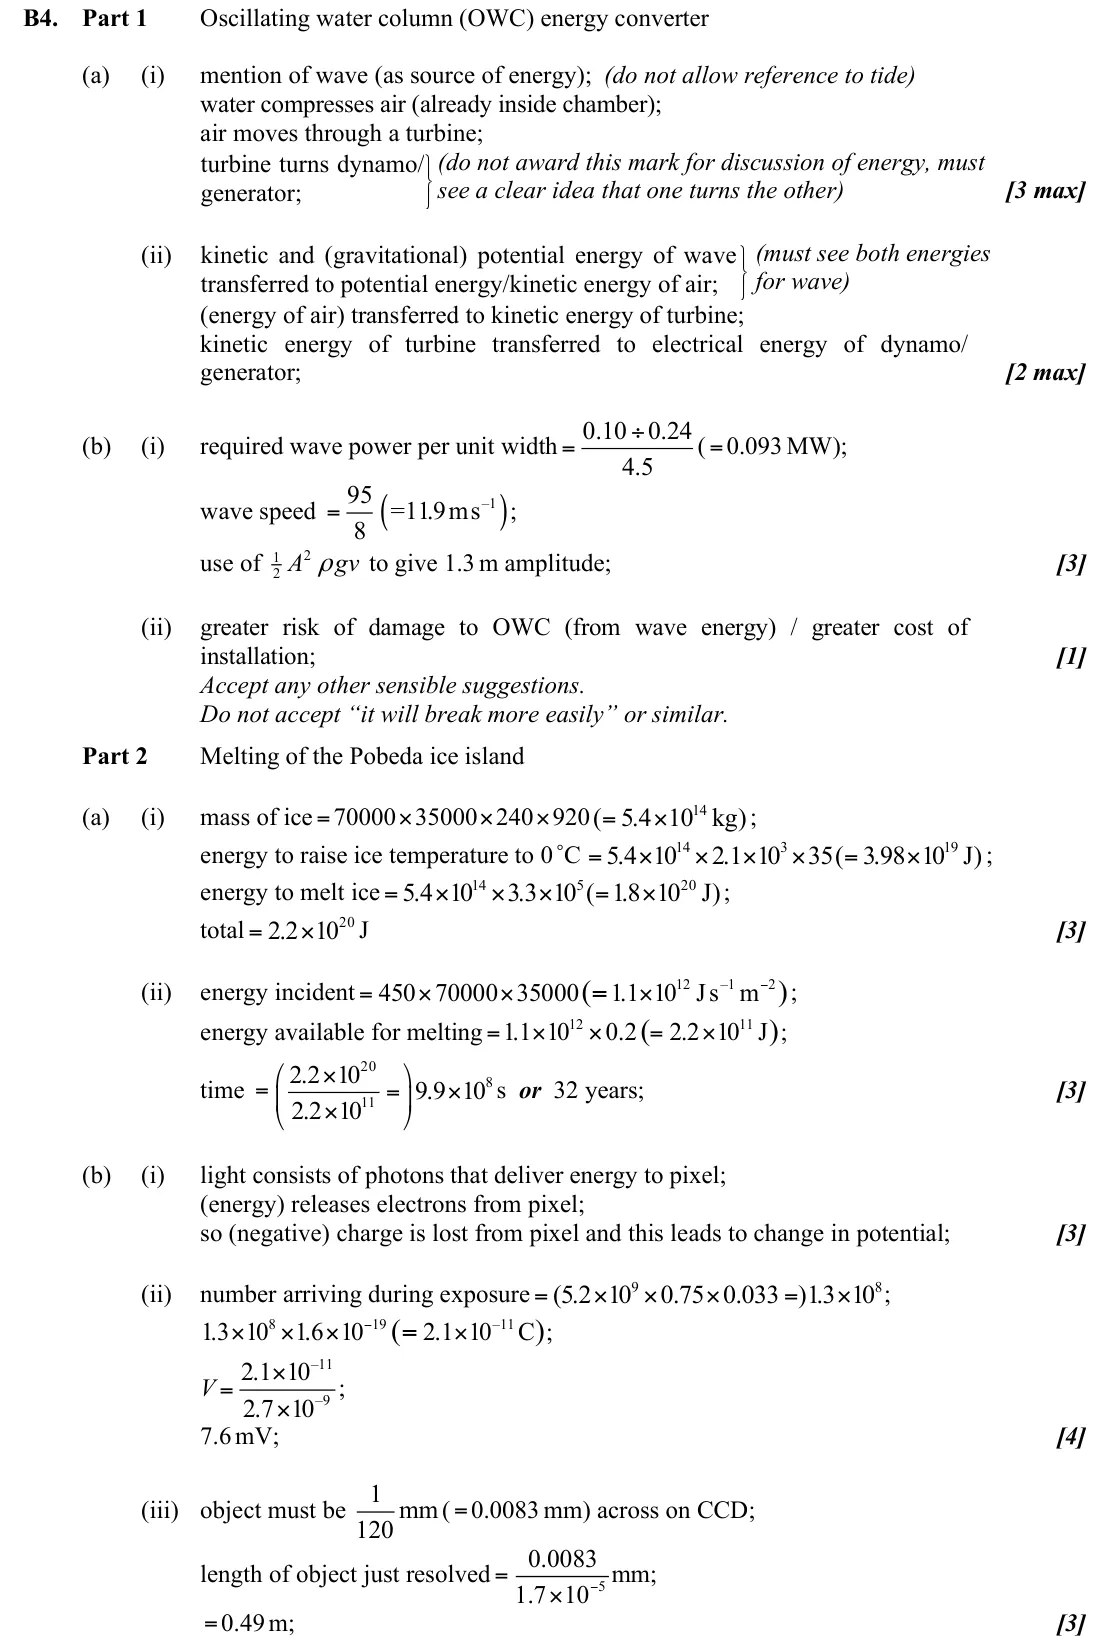 B4. Part 1 Oscillating water column (OWC) energy converter
(a) (i) mention of wave (as source of energy); (do not allow reference to tide)
water compresses air (already inside chamber);
air moves through a turbine;
turbine turns dynamo/ (do not award this mark for discussion of energy, must
generator; see a clear idea that one turns the other) [3 max]
(ii) kinetic and (gravitational) potential energy of wave (must see both energies
transferred to potential energy/kinetic energy of air; for wave)
(energy of air) transferred to kinetic energy of turbine;
kinetic energy of turbine transferred to electrical energy of dynamo/
generator; [2 max]
(b) (i) required wave power per unit width = (0.10 ÷ 0.24)/4.5 (= 0.093 MW);
wave speed = 95/8 (=11.9 m s⁻¹);
use of ½ A² ρgv to give 1.3 m amplitude; [3]
(ii) greater risk of damage to OWC (from wave energy) / greater cost of
installation; [1]
Accept any other sensible suggestions.
Do not accept “it will break more easily” or similar.
Part 2 Melting of the Pobeda ice island
(a) (i) mass of ice = 70000×35000×240×920 (= 5.4×10¹⁴ kg);
energy to raise ice temperature to 0 °C = 5.4×10¹⁴ × 2.1×10³ × 35 (= 3.98×10¹⁹ J);
energy to melt ice = 5.4×10¹⁴ × 3.3×10⁵ (= 1.8×10²⁰ J);
total = 2.2×10²⁰ J [3]
(ii) energy incident = 450×70000×35000 (= 1.1×10¹² J s⁻¹ m⁻²);
energy available for melting = 1.1×10¹² × 0.2 (= 2.2×10¹¹ J);
time = (2.2×10²⁰/2.2×10¹¹ =) 9.9×10⁸ s or 32 years; [3]
(b) (i) light consists of photons that deliver energy to pixel;
(energy) releases electrons from pixel;
so (negative) charge is lost from pixel and this leads to change in potential; [3]
(ii) number arriving during exposure = (5.2×10⁹ × 0.75 × 0.033 =) 1.3×10⁸;
1.3×10⁸ × 1.6×10⁻¹⁹ (= 2.1×10⁻¹¹ C);
V = 2.1×10⁻¹¹/2.7×10⁻⁹;
7.6 mV; [4]
(iii) object must be 1/120 mm (= 0.0083 mm) across on CCD;
length of object just resolved = 0.0083/1.7×10⁻⁵ mm;
= 0.49 m; [3]